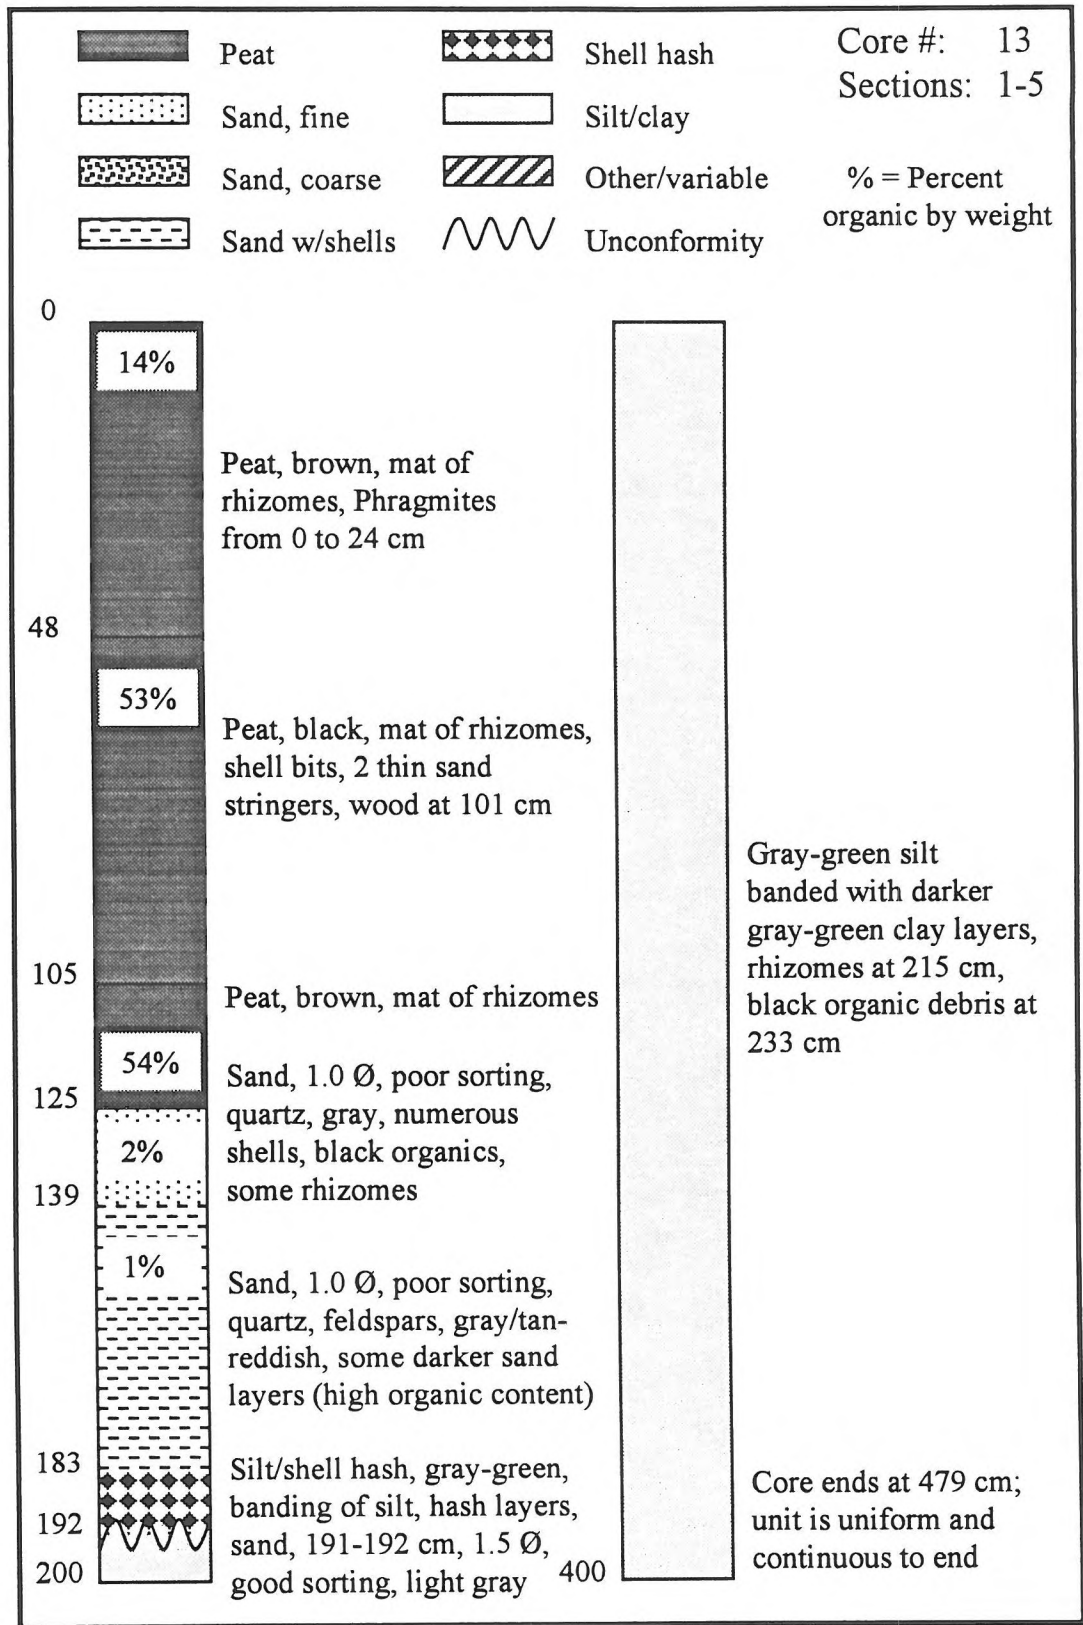 Peat
Shell hash
Core #: 13
Sections: 1-5
Sand, fine
Silt/clay
Sand, coarse
Other/variable
% = Percent
organic by weight
Sand w/shells
Unconformity
0
14%
Peat, brown, mat of
rhizomes, Phragmites
from 0 to 24 cm
48
53%
Peat, black, mat of rhizomes,
shell bits, 2 thin sand
stringers, wood at 101 cm
105
Peat, brown, mat of rhizomes
54%
125
Sand, 1.0 Ø, poor sorting,
quartz, gray, numerous
shells, black organics,
some rhizomes
2%
139
1%
Sand, 1.0 Ø, poor sorting,
quartz, feldspars, gray/tan-
reddish, some darker sand
layers (high organic content)
183
Silt/shell hash, gray-green,
banding of silt, hash layers,
sand, 191-192 cm, 1.5 Ø,
good sorting, light gray
192
200
Gray-green silt
banded with darker
gray-green clay layers,
rhizomes at 215 cm,
black organic debris at
233 cm
Core ends at 479 cm;
unit is uniform and
continuous to end
400